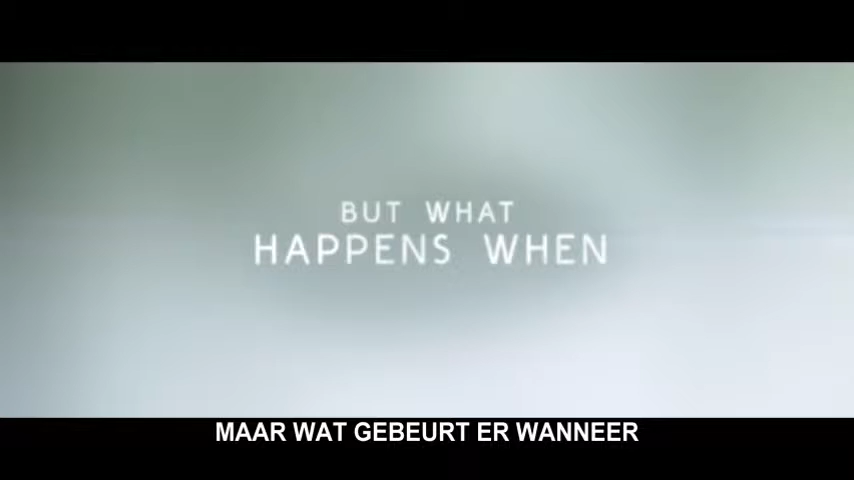 BUT WHAT
HAPPENS WHEN
MAAR WAT GEBEURT ER WANNEER